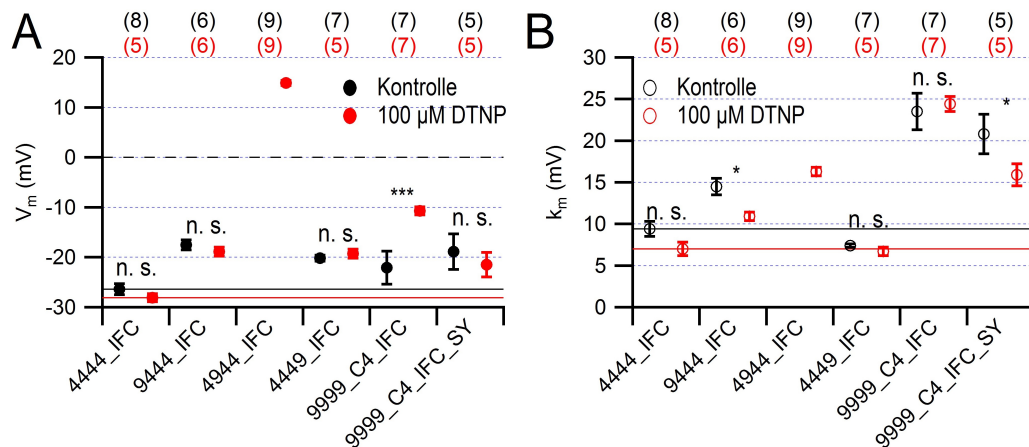 A
(8) (6) (9) (7) (7) (5)
(5) (6) (9) (5) (7) (5)
20
10
0
-10
-20
-30
V_m (mV)
Kontrolle
100 µM DTNP
n. s.
n. s.
n. s.
***
n. s.
4444_IFC
9444_IFC
4944_IFC
4449_IFC
9999_C4_IFC
9999_C4_IFC_SY
B
(8) (6) (9) (7) (7) (5)
(5) (6) (9) (5) (7) (5)
30
25
20
15
10
5
0
k_m (mV)
Kontrolle
100 µM DTNP
n. s.
*
n. s.
n. s.
*
4444_IFC
9444_IFC
4944_IFC
4449_IFC
9999_C4_IFC
9999_C4_IFC_SY